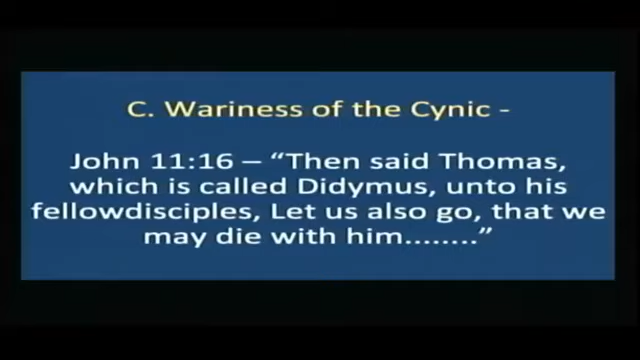 C. Wariness of the Cynic -
John 11:16 – “Then said Thomas,
which is called Didymus, unto his
fellowdisciples, Let us also go, that we
may die with him........”